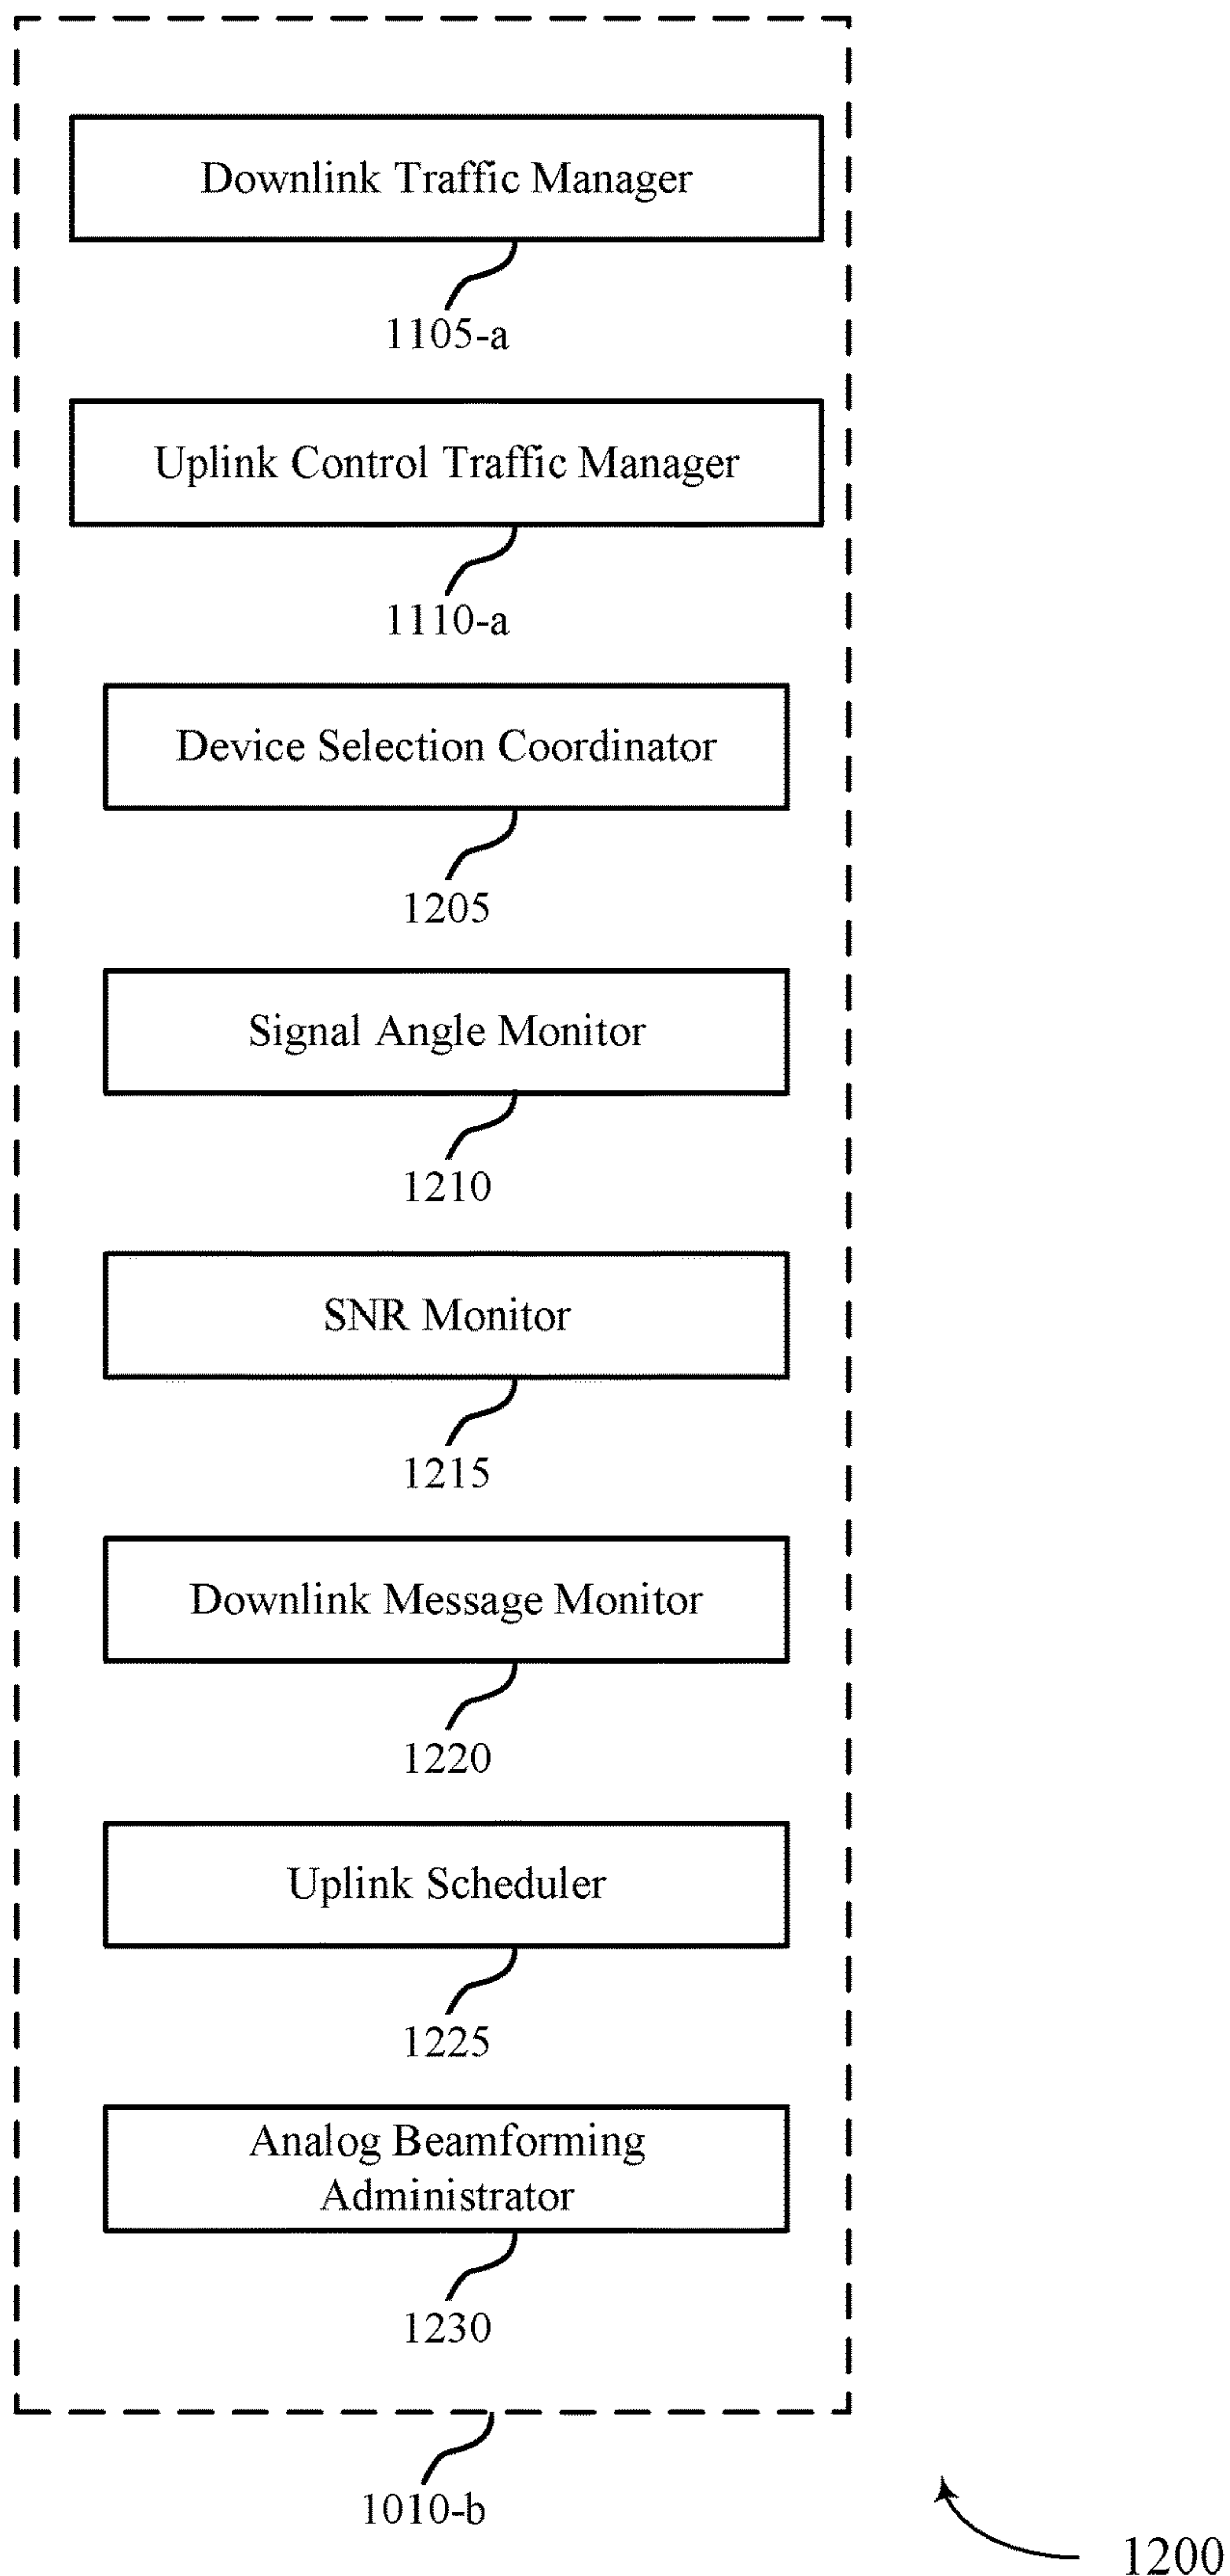 Downlink Traffic Manager
1105-a
Uplink Control Traffic Manager
1110-a
Device Selection Coordinator
1205
Signal Angle Monitor
1210
SNR Monitor
1215
Downlink Message Monitor
1220
Uplink Scheduler
1225
Analog Beamforming
Administrator
1230
1010-b
1200